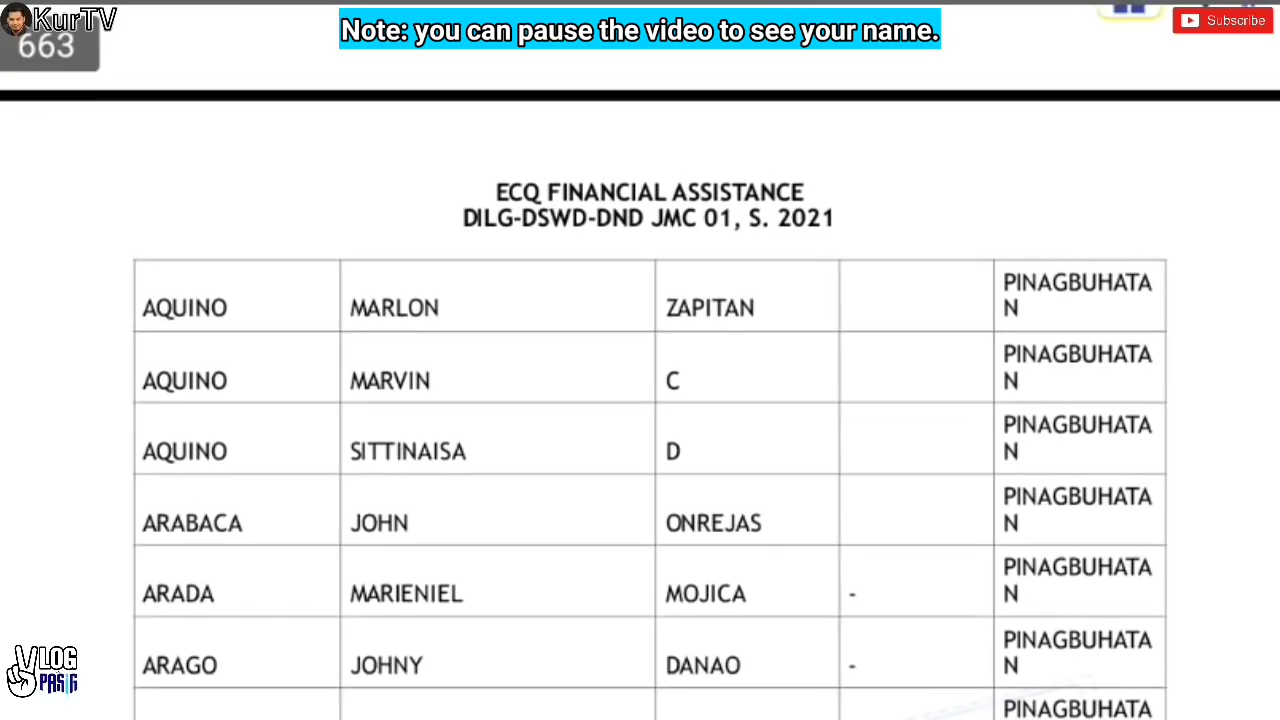 KurTV
663
Note: you can pause the video to see your name.
Subscribe
ECQ FINANCIAL ASSISTANCE
DILG-DSWD-DND JMC 01, S. 2021
AQUINO MARLON ZAPITAN PINAGBUHATA
N
AQUINO MARVIN C PINAGBUHATA
N
AQUINO SITTINAISA D PINAGBUHATA
N
ARABACA JOHN ONREJAS PINAGBUHATA
N
ARADA MARIENIEL MOJICA - PINAGBUHATA
N
ARAGO JOHNY DANAO - PINAGBUHATA
N
PINAGBUHATA
VLOG
PASIG